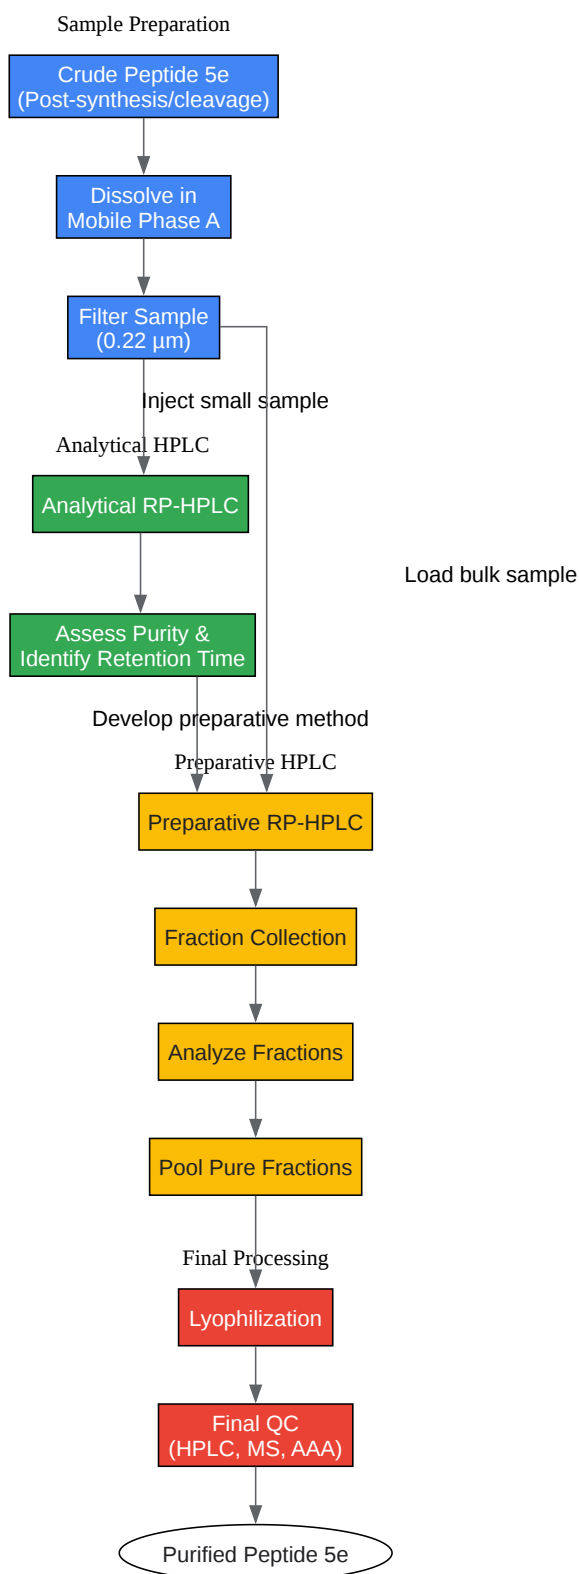 Sample Preparation
Crude Peptide 5e
(Post-synthesis/cleavage)
Dissolve in
Mobile Phase A
Filter Sample
(0.22 µm)
Inject small sample
Analytical HPLC
Analytical RP-HPLC
Load bulk sample
Assess Purity &
Identify Retention Time
Develop preparative method
Preparative HPLC
Preparative RP-HPLC
Fraction Collection
Analyze Fractions
Pool Pure Fractions
Final Processing
Lyophilization
Final QC
(HPLC, MS, AAA)
Purified Peptide 5e